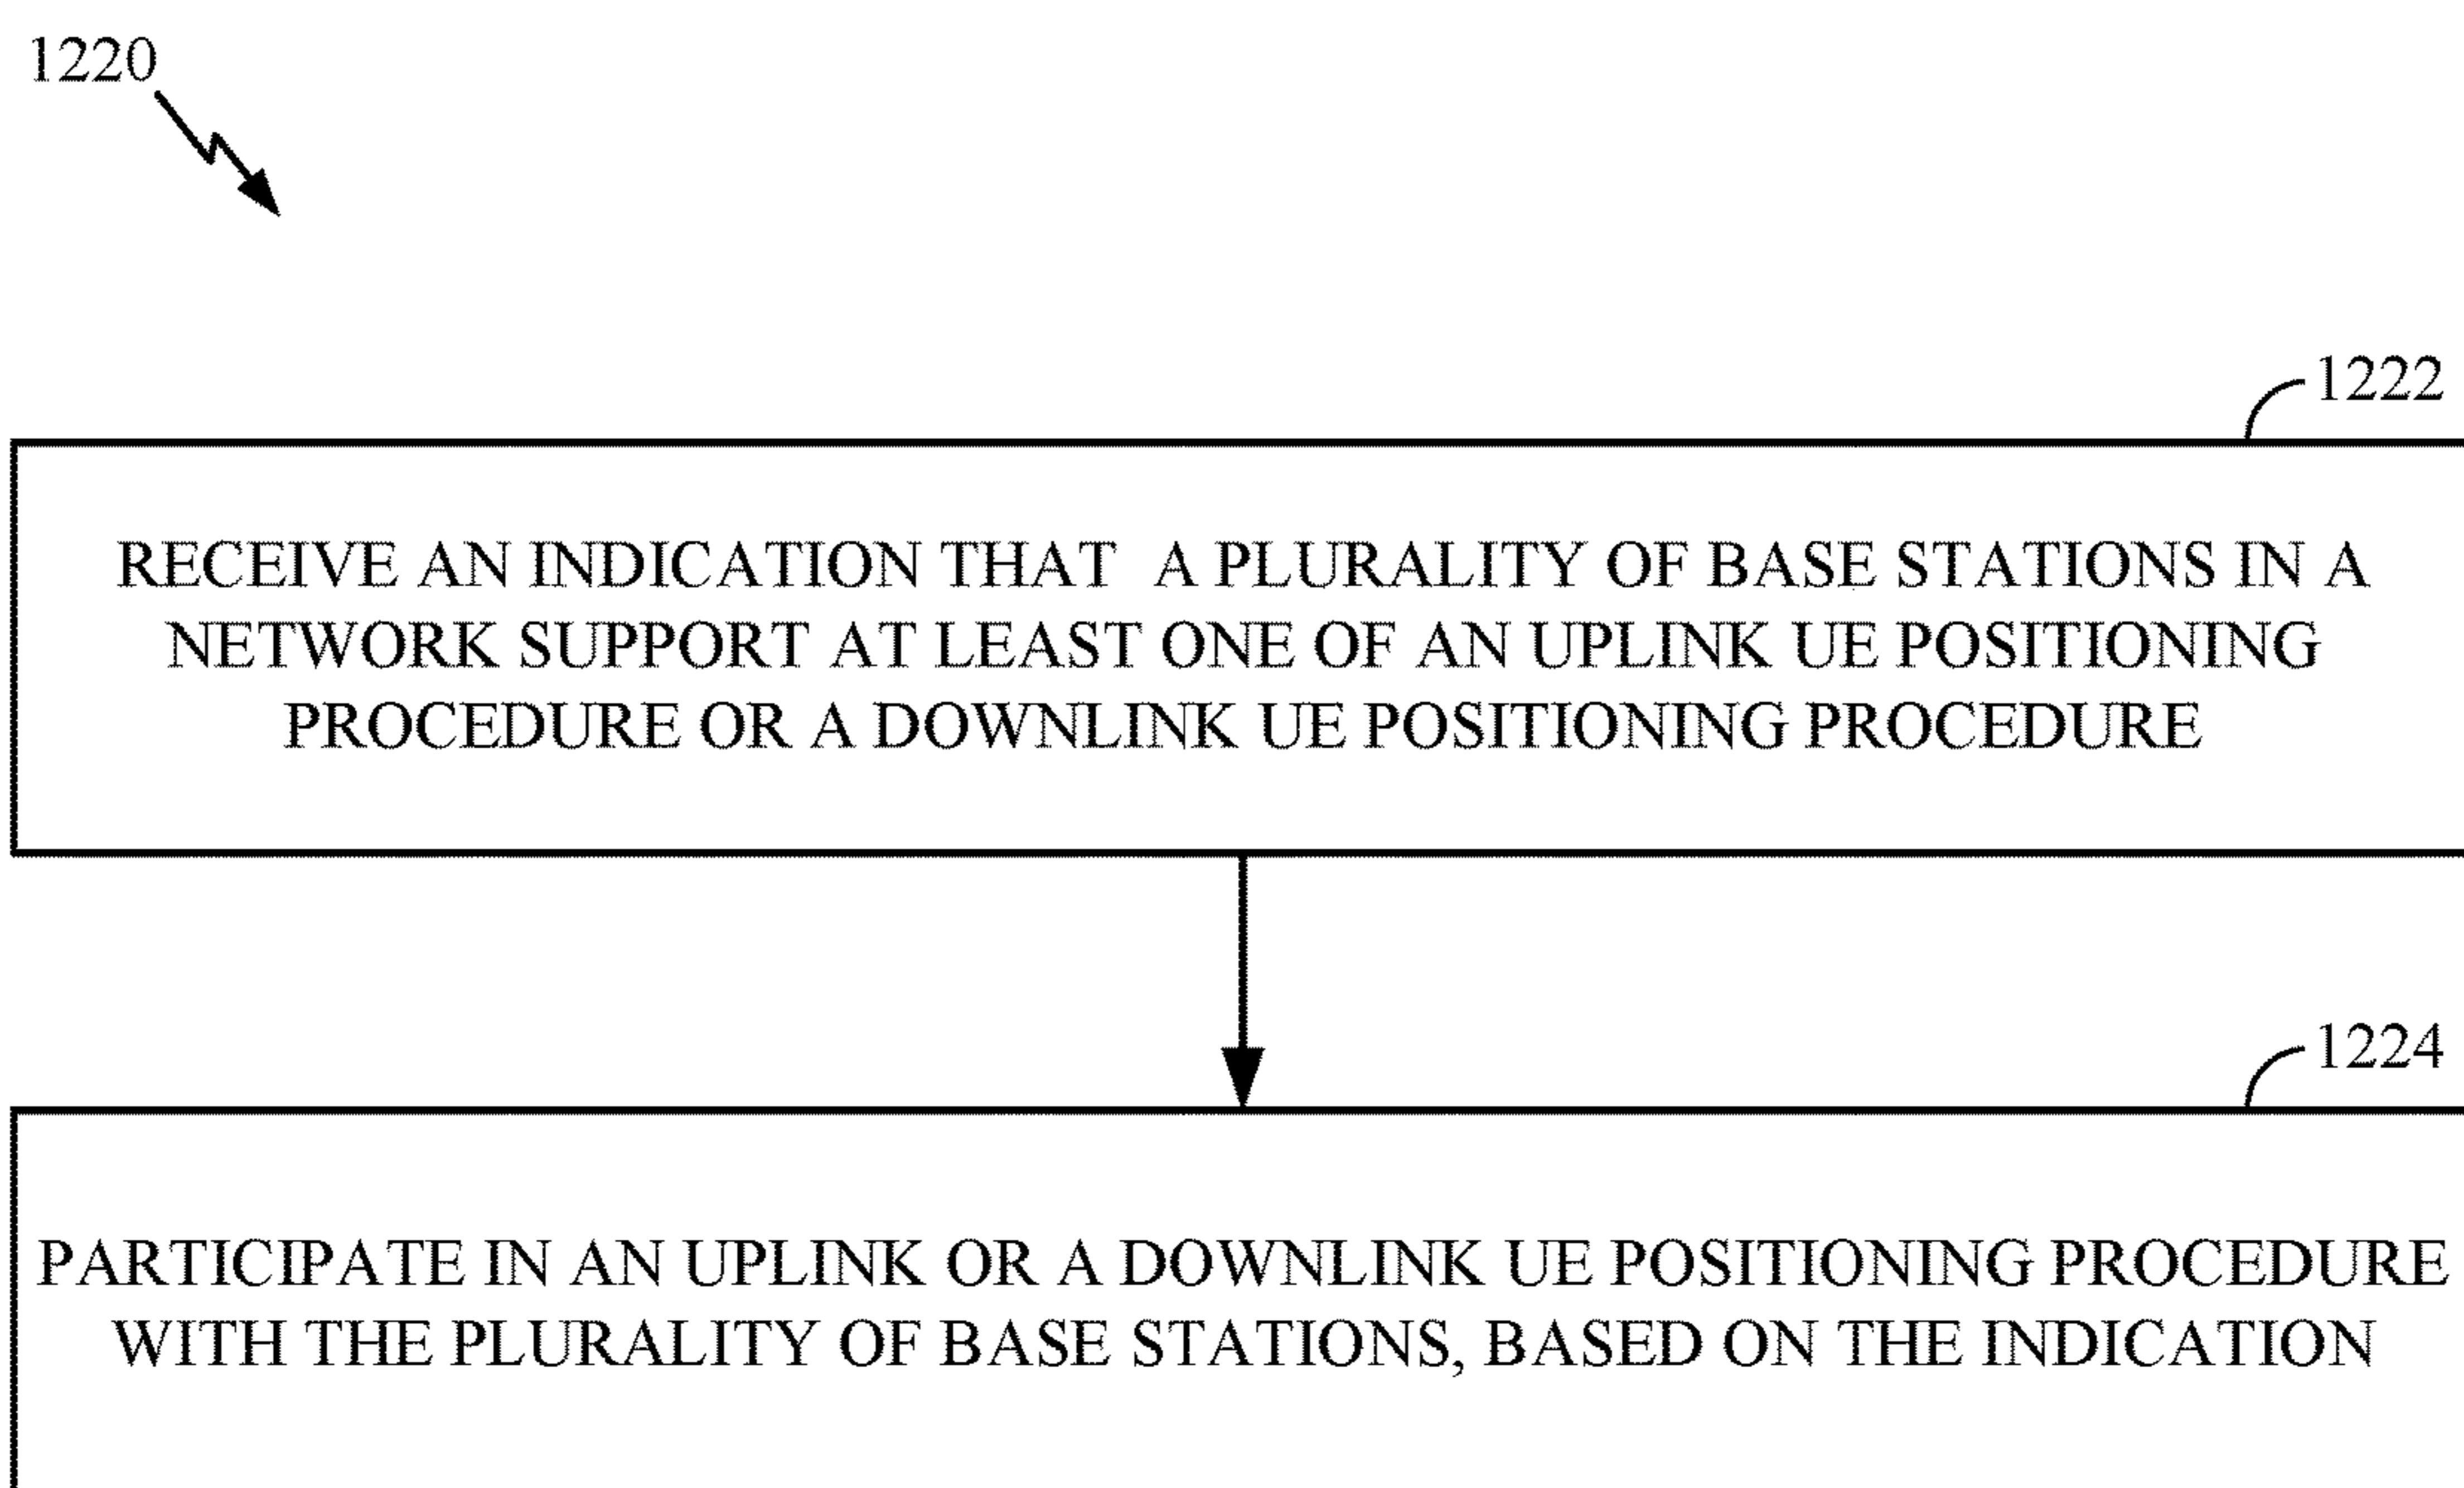 1220
1222
RECEIVE AN INDICATION THAT A PLURALITY OF BASE STATIONS IN A
NETWORK SUPPORT AT LEAST ONE OF AN UPLINK UE POSITIONING
PROCEDURE OR A DOWNLINK UE POSITIONING PROCEDURE
1224
PARTICIPATE IN AN UPLINK OR A DOWNLINK UE POSITIONING PROCEDURE
WITH THE PLURALITY OF BASE STATIONS, BASED ON THE INDICATION